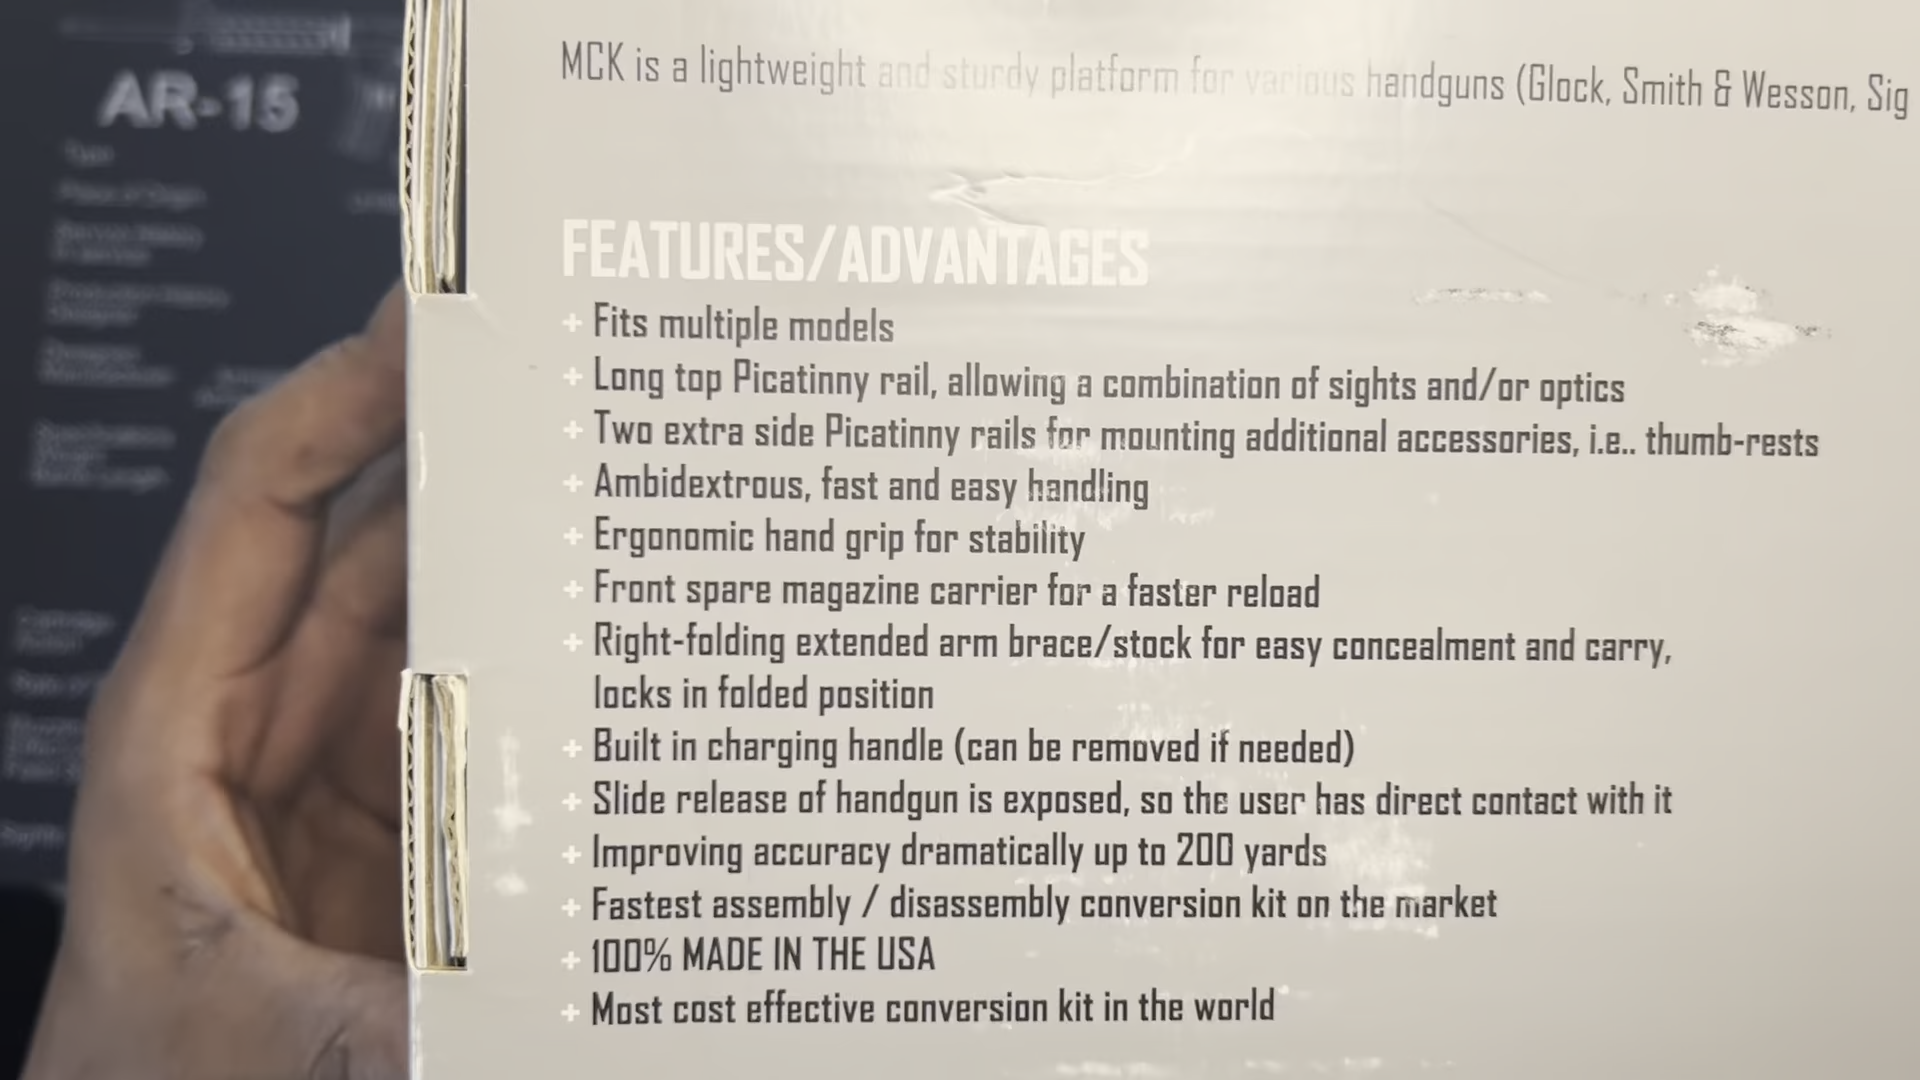 AR-15
MCK is a lightweight and sturdy platform for various handguns (Glock, Smith & Wesson, Sig
FEATURES/ADVANTAGES
+ Fits multiple models
+ Long top Picatinny rail, allowing a combination of sights and/or optics
+ Two extra side Picatinny rails for mounting additional accessories, i.e.. thumb-rests
+ Ambidextrous, fast and easy handling
+ Ergonomic hand grip for stability
+ Front spare magazine carrier for a faster reload
+ Right-folding extended arm brace/stock for easy concealment and carry,
locks in folded position
+ Built in charging handle (can be removed if needed)
+ Slide release of handgun is exposed, so the user has direct contact with it
+ Improving accuracy dramatically up to 200 yards
+ Fastest assembly / disassembly conversion kit on the market
+ 100% MADE IN THE USA
+ Most cost effective conversion kit in the world